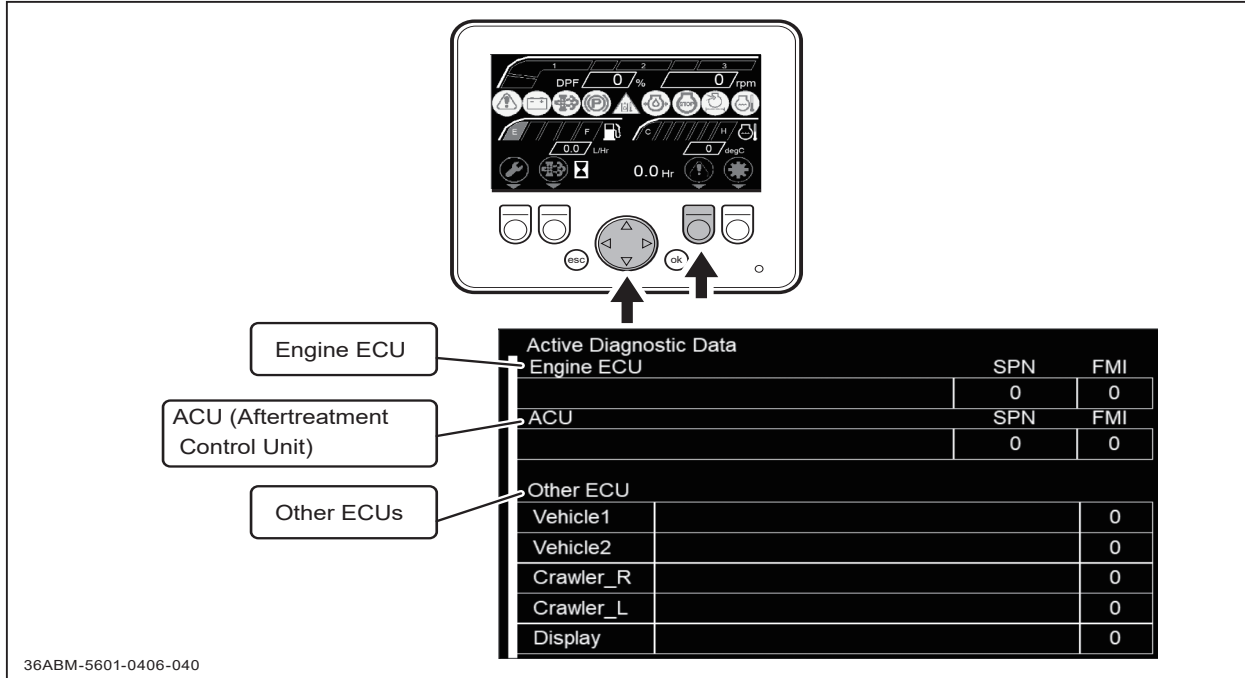 1 2 3
DPF 0 % 0 rpm
E F C H
0.0 L/Hr 0 degC
0.0 Hr
esc ok
Engine ECU
ACU (Aftertreatment
Control Unit)
Other ECUs
Active Diagnostic Data
Engine ECU SPN FMI
0 0
ACU SPN FMI
0 0
Other ECU
Vehicle1 0
Vehicle2 0
Crawler_R 0
Crawler_L 0
Display 0
36ABM-5601-0406-040